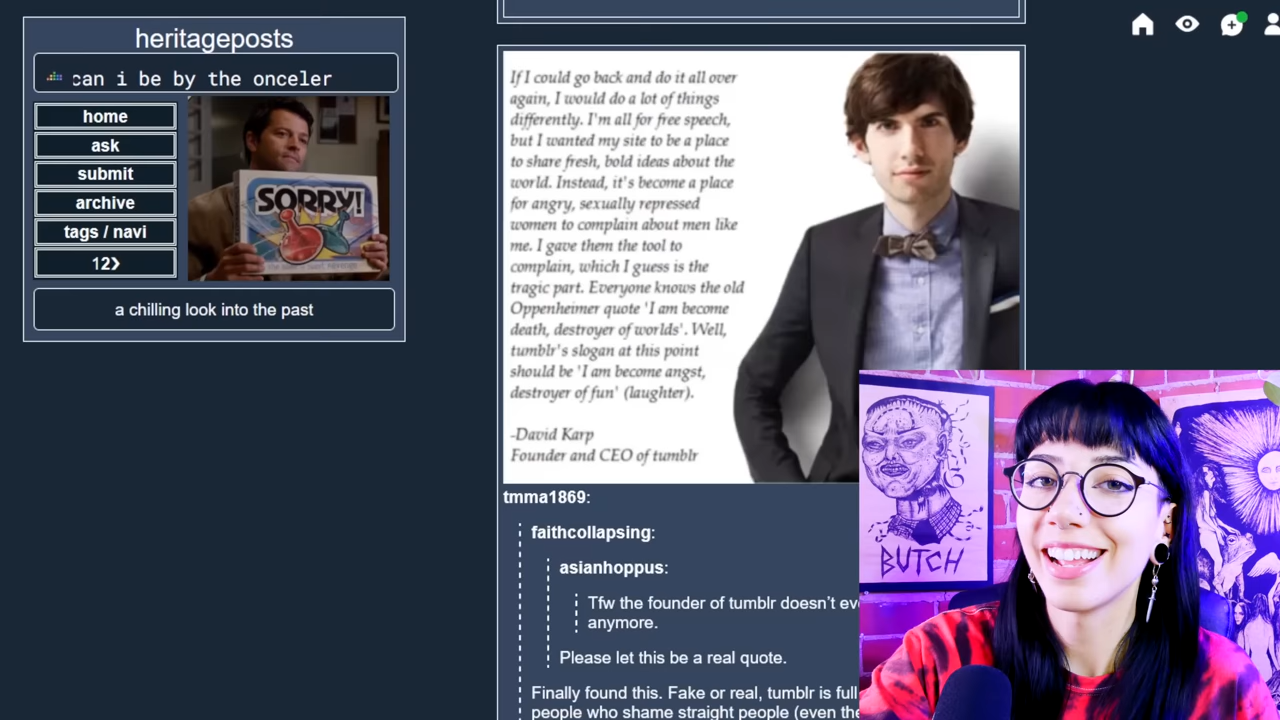 heritageposts
can i be by the onceler
home
ask
submit
archive
tags / navi
12❯
SORRY!
a chilling look into the past
If I could go back and do it all over
again, I would do a lot of things
differently. I'm all for free speech,
but I wanted my site to be a place
to share fresh, bold ideas about the
world. Instead, it's become a place
for angry, sexually repressed
women to complain about men like
me. I gave them the tool to
complain, which I guess is the
tragic part. Everyone knows the old
Oppenheimer quote 'I am become
death, destroyer of worlds'. Well,
tumblr's slogan at this point
should be 'I am become angst,
destroyer of fun' (laughter).
-David Karp
Founder and CEO of tumblr
tmma1869:
faithcollapsing:
asianhoppus:
Tfw the founder of tumblr doesn't
anymore.
Please let this be a real quote.
Finally found this. Fake or real, tumblr is full
people who shame straight people (even
BUTCH